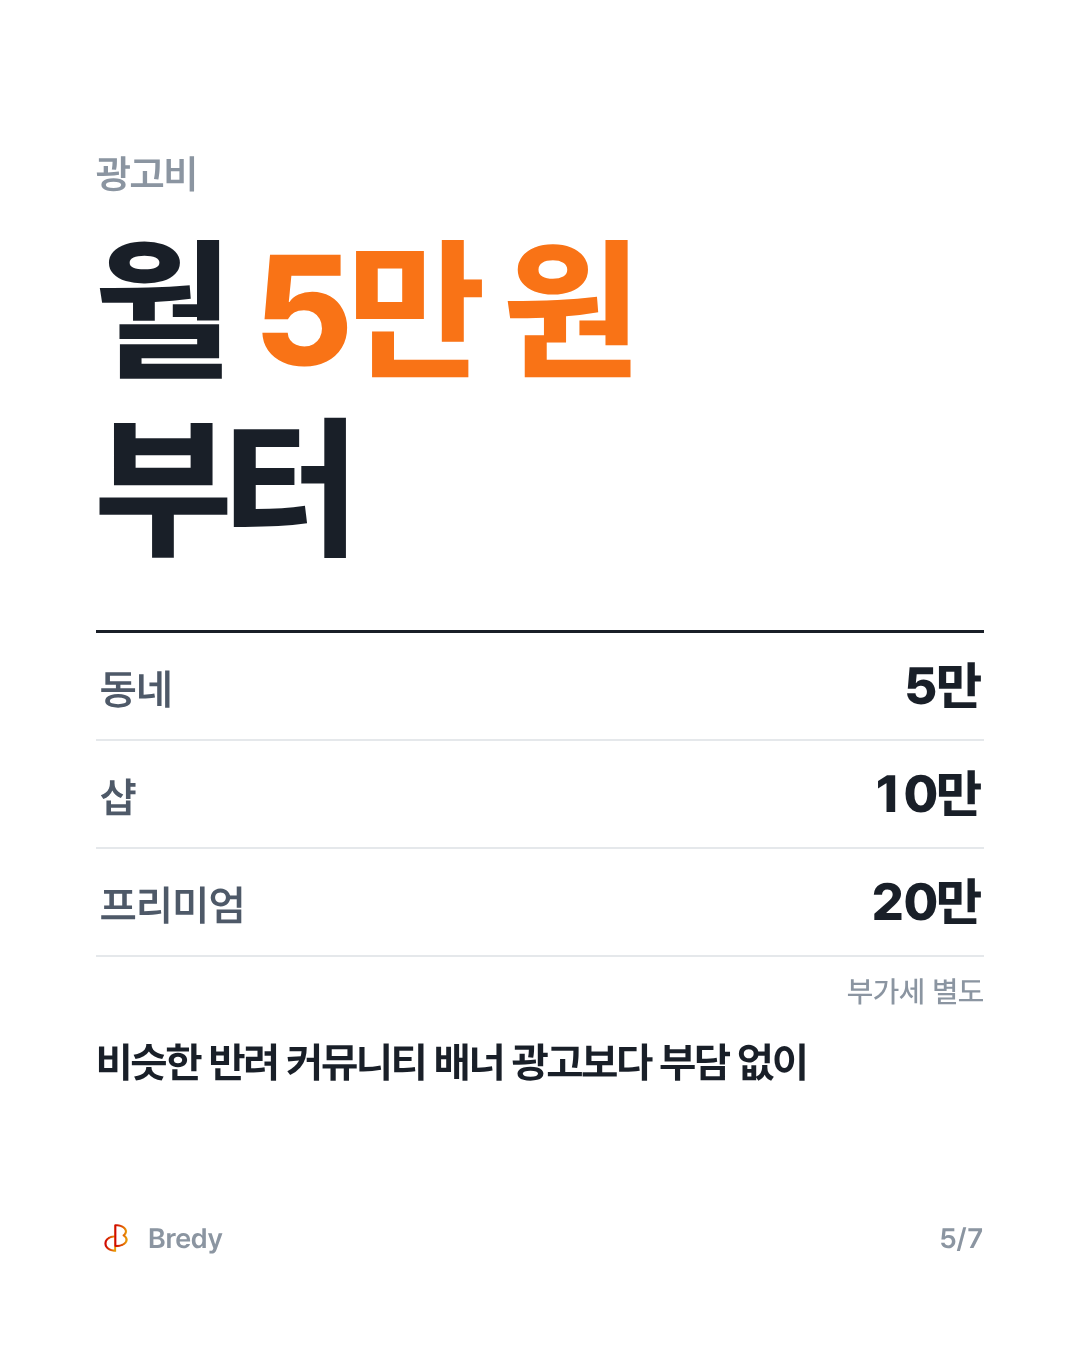 광고비
월 5만 원
부터
동네 5만
샵 10만
프리미엄 20만
부가세 별도
비슷한 반려 커뮤니티 배너 광고보다 부담 없이
Bredy 5/7